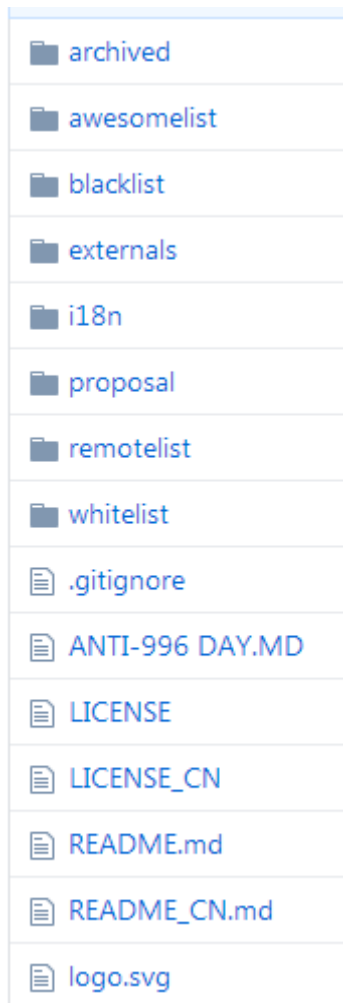 archived
awesomelist
blacklist
externals
i18n
proposal
remotelist
whitelist
.gitignore
ANTI-996 DAY.MD
LICENSE
LICENSE_CN
README.md
README_CN.md
logo.svg